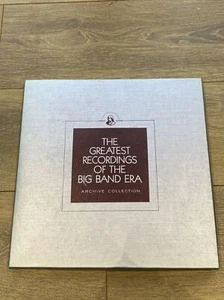 THE
GREATEST
RECORDINGS
OF THE
BIG BAND ERA
ARCHIVE COLLECTION